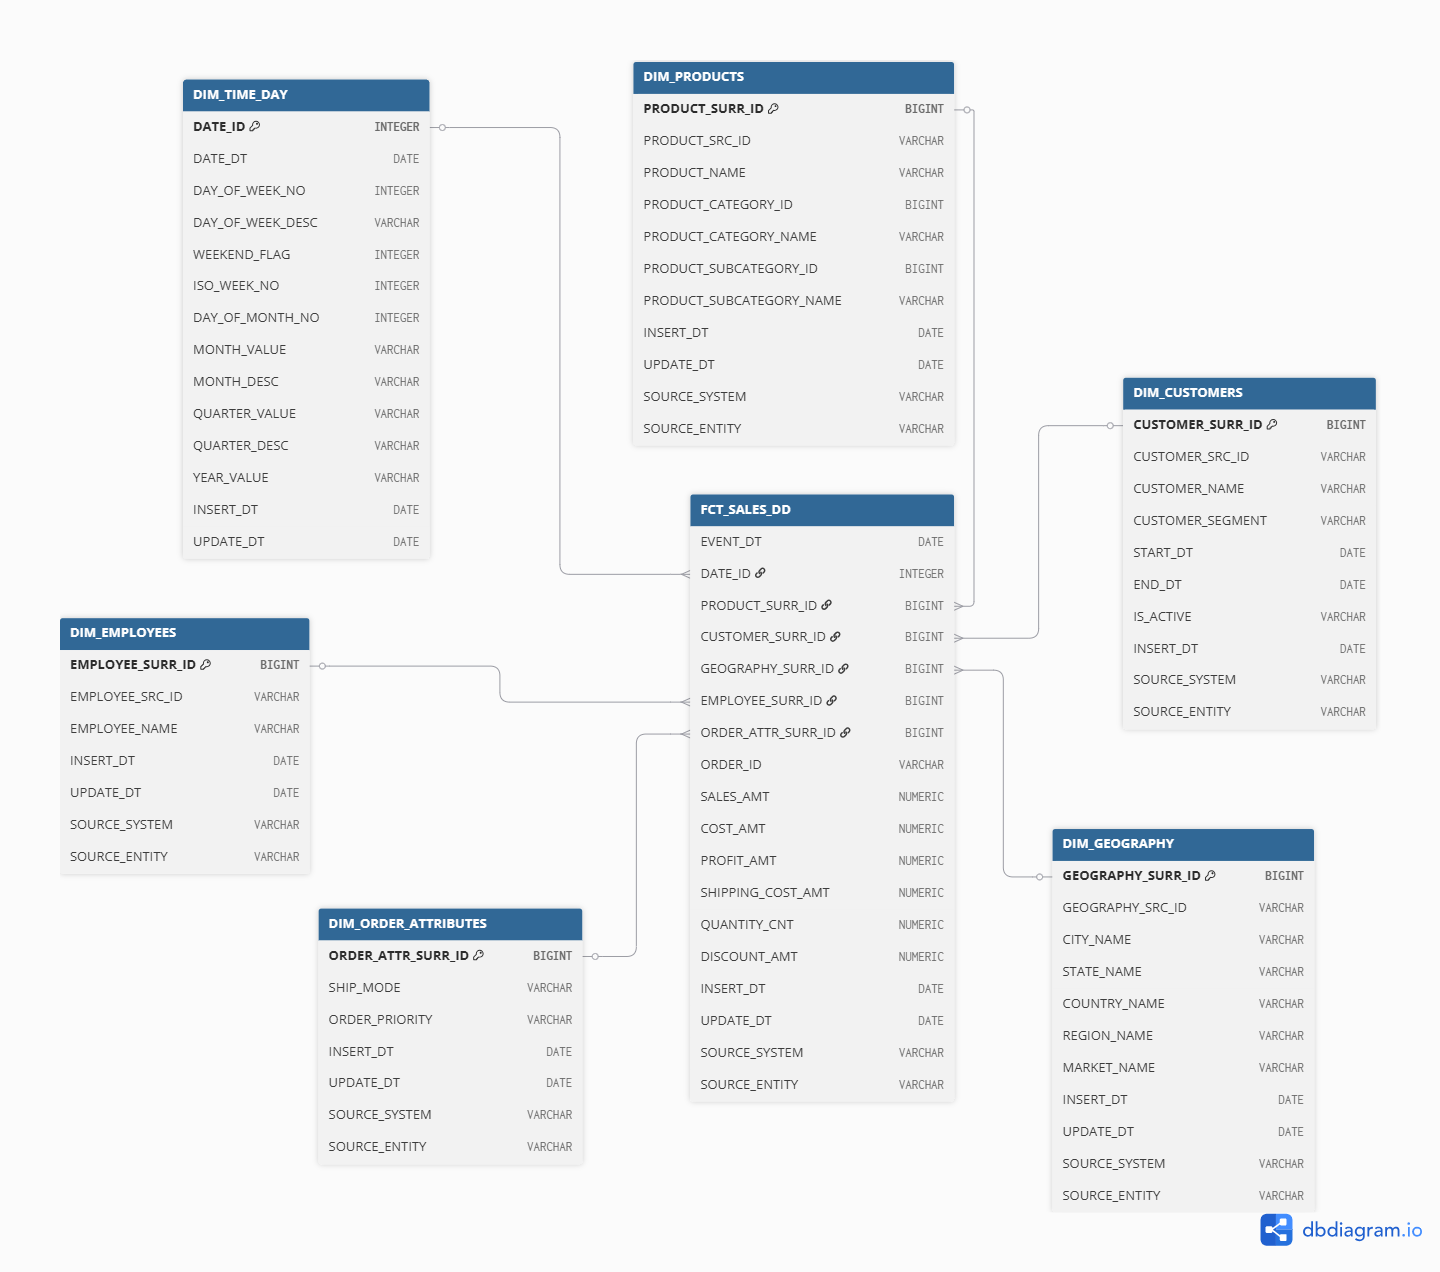 DIM_TIME_DAY
DATE_ID INTEGER
DATE_DT DATE
DAY_OF_WEEK_NO INTEGER
DAY_OF_WEEK_DESC VARCHAR
WEEKEND_FLAG INTEGER
ISO_WEEK_NO INTEGER
DAY_OF_MONTH_NO INTEGER
MONTH_VALUE VARCHAR
MONTH_DESC VARCHAR
QUARTER_VALUE VARCHAR
QUARTER_DESC VARCHAR
YEAR_VALUE VARCHAR
INSERT_DT DATE
UPDATE_DT DATE
DIM_PRODUCTS
PRODUCT_SURR_ID BIGINT
PRODUCT_SRC_ID VARCHAR
PRODUCT_NAME VARCHAR
PRODUCT_CATEGORY_ID BIGINT
PRODUCT_CATEGORY_NAME VARCHAR
PRODUCT_SUBCATEGORY_ID BIGINT
PRODUCT_SUBCATEGORY_NAME VARCHAR
INSERT_DT DATE
UPDATE_DT DATE
SOURCE_SYSTEM VARCHAR
SOURCE_ENTITY VARCHAR
DIM_CUSTOMERS
CUSTOMER_SURR_ID BIGINT
CUSTOMER_SRC_ID VARCHAR
CUSTOMER_NAME VARCHAR
CUSTOMER_SEGMENT VARCHAR
START_DT DATE
END_DT DATE
IS_ACTIVE VARCHAR
INSERT_DT DATE
SOURCE_SYSTEM VARCHAR
SOURCE_ENTITY VARCHAR
FCT_SALES_DD
EVENT_DT DATE
DATE_ID INTEGER
PRODUCT_SURR_ID BIGINT
CUSTOMER_SURR_ID BIGINT
GEOGRAPHY_SURR_ID BIGINT
EMPLOYEE_SURR_ID BIGINT
ORDER_ATTR_SURR_ID BIGINT
ORDER_ID VARCHAR
SALES_AMT NUMERIC
COST_AMT NUMERIC
PROFIT_AMT NUMERIC
SHIPPING_COST_AMT NUMERIC
QUANTITY_CNT NUMERIC
DISCOUNT_AMT NUMERIC
INSERT_DT DATE
UPDATE_DT DATE
SOURCE_SYSTEM VARCHAR
SOURCE_ENTITY VARCHAR
DIM_EMPLOYEES
EMPLOYEE_SURR_ID BIGINT
EMPLOYEE_SRC_ID VARCHAR
EMPLOYEE_NAME VARCHAR
INSERT_DT DATE
UPDATE_DT DATE
SOURCE_SYSTEM VARCHAR
SOURCE_ENTITY VARCHAR
DIM_ORDER_ATTRIBUTES
ORDER_ATTR_SURR_ID BIGINT
SHIP_MODE VARCHAR
ORDER_PRIORITY VARCHAR
INSERT_DT DATE
UPDATE_DT DATE
SOURCE_SYSTEM VARCHAR
SOURCE_ENTITY VARCHAR
DIM_GEOGRAPHY
GEOGRAPHY_SURR_ID BIGINT
GEOGRAPHY_SRC_ID VARCHAR
CITY_NAME VARCHAR
STATE_NAME VARCHAR
COUNTRY_NAME VARCHAR
REGION_NAME VARCHAR
MARKET_NAME VARCHAR
INSERT_DT DATE
UPDATE_DT DATE
SOURCE_SYSTEM VARCHAR
SOURCE_ENTITY VARCHAR
dbdiagram.io